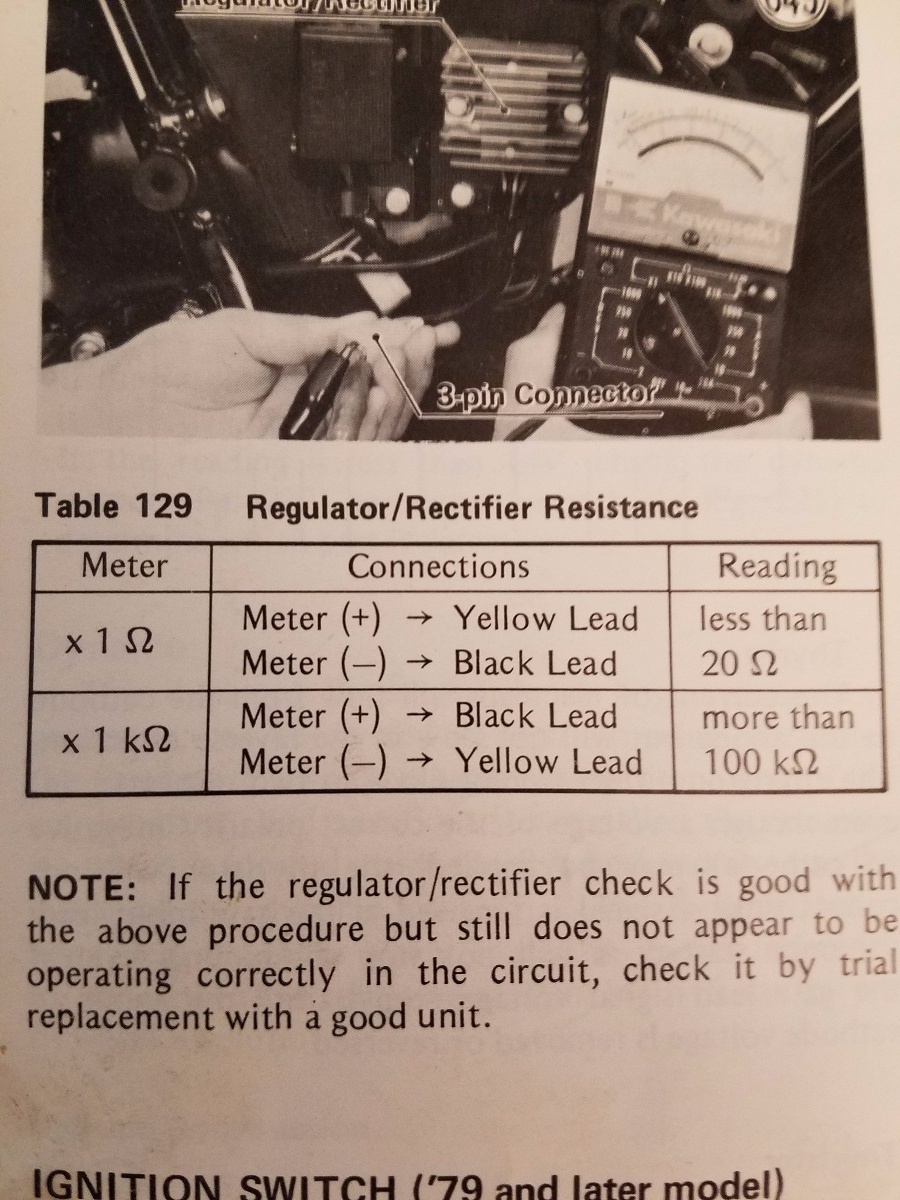 Regulator/Rectifier
Kawasaki
3-pin Connector
Table 129 Regulator/Rectifier Resistance
Meter Connections Reading
x 1 Ω
Meter (+) → Yellow Lead
Meter (—) → Black Lead
less than
20 Ω
x 1 kΩ
Meter (+) → Black Lead
Meter (—) → Yellow Lead
more than
100 kΩ
NOTE: If the regulator/rectifier check is good with
the above procedure but still does not appear to be
operating correctly in the circuit, check it by trial
replacement with a good unit.
IGNITION SWITCH ('79 and later model)